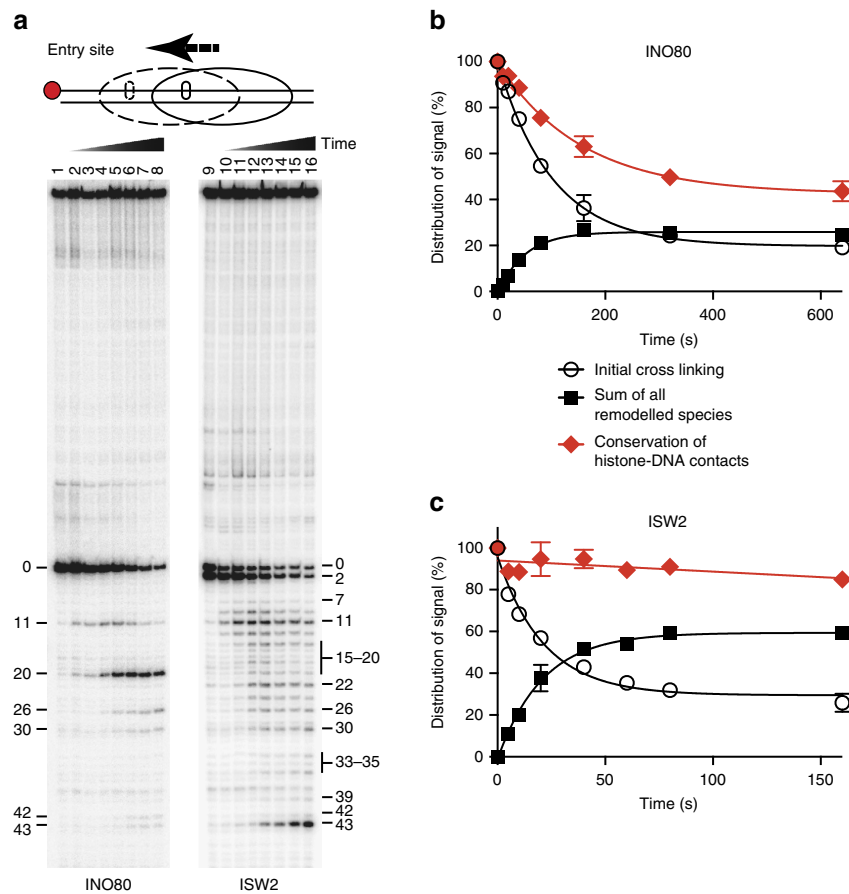 a
Entry site
Time
1 2 3 4 5 6 7 8
9 10 11 12 13 14 15 16
0
11
20
26
30
42
43
0
2
7
11
15–20
22
26
30
33–35
39
42
43
INO80
ISW2
b
INO80
Distribution of signal (%)
100
80
60
40
20
0
0 200 400 600
Time (s)
Initial cross linking
Sum of all
remodelled species
Conservation of
histone-DNA contacts
c
ISW2
Distribution of signal (%)
100
80
60
40
20
0
0 50 100 150
Time (s)